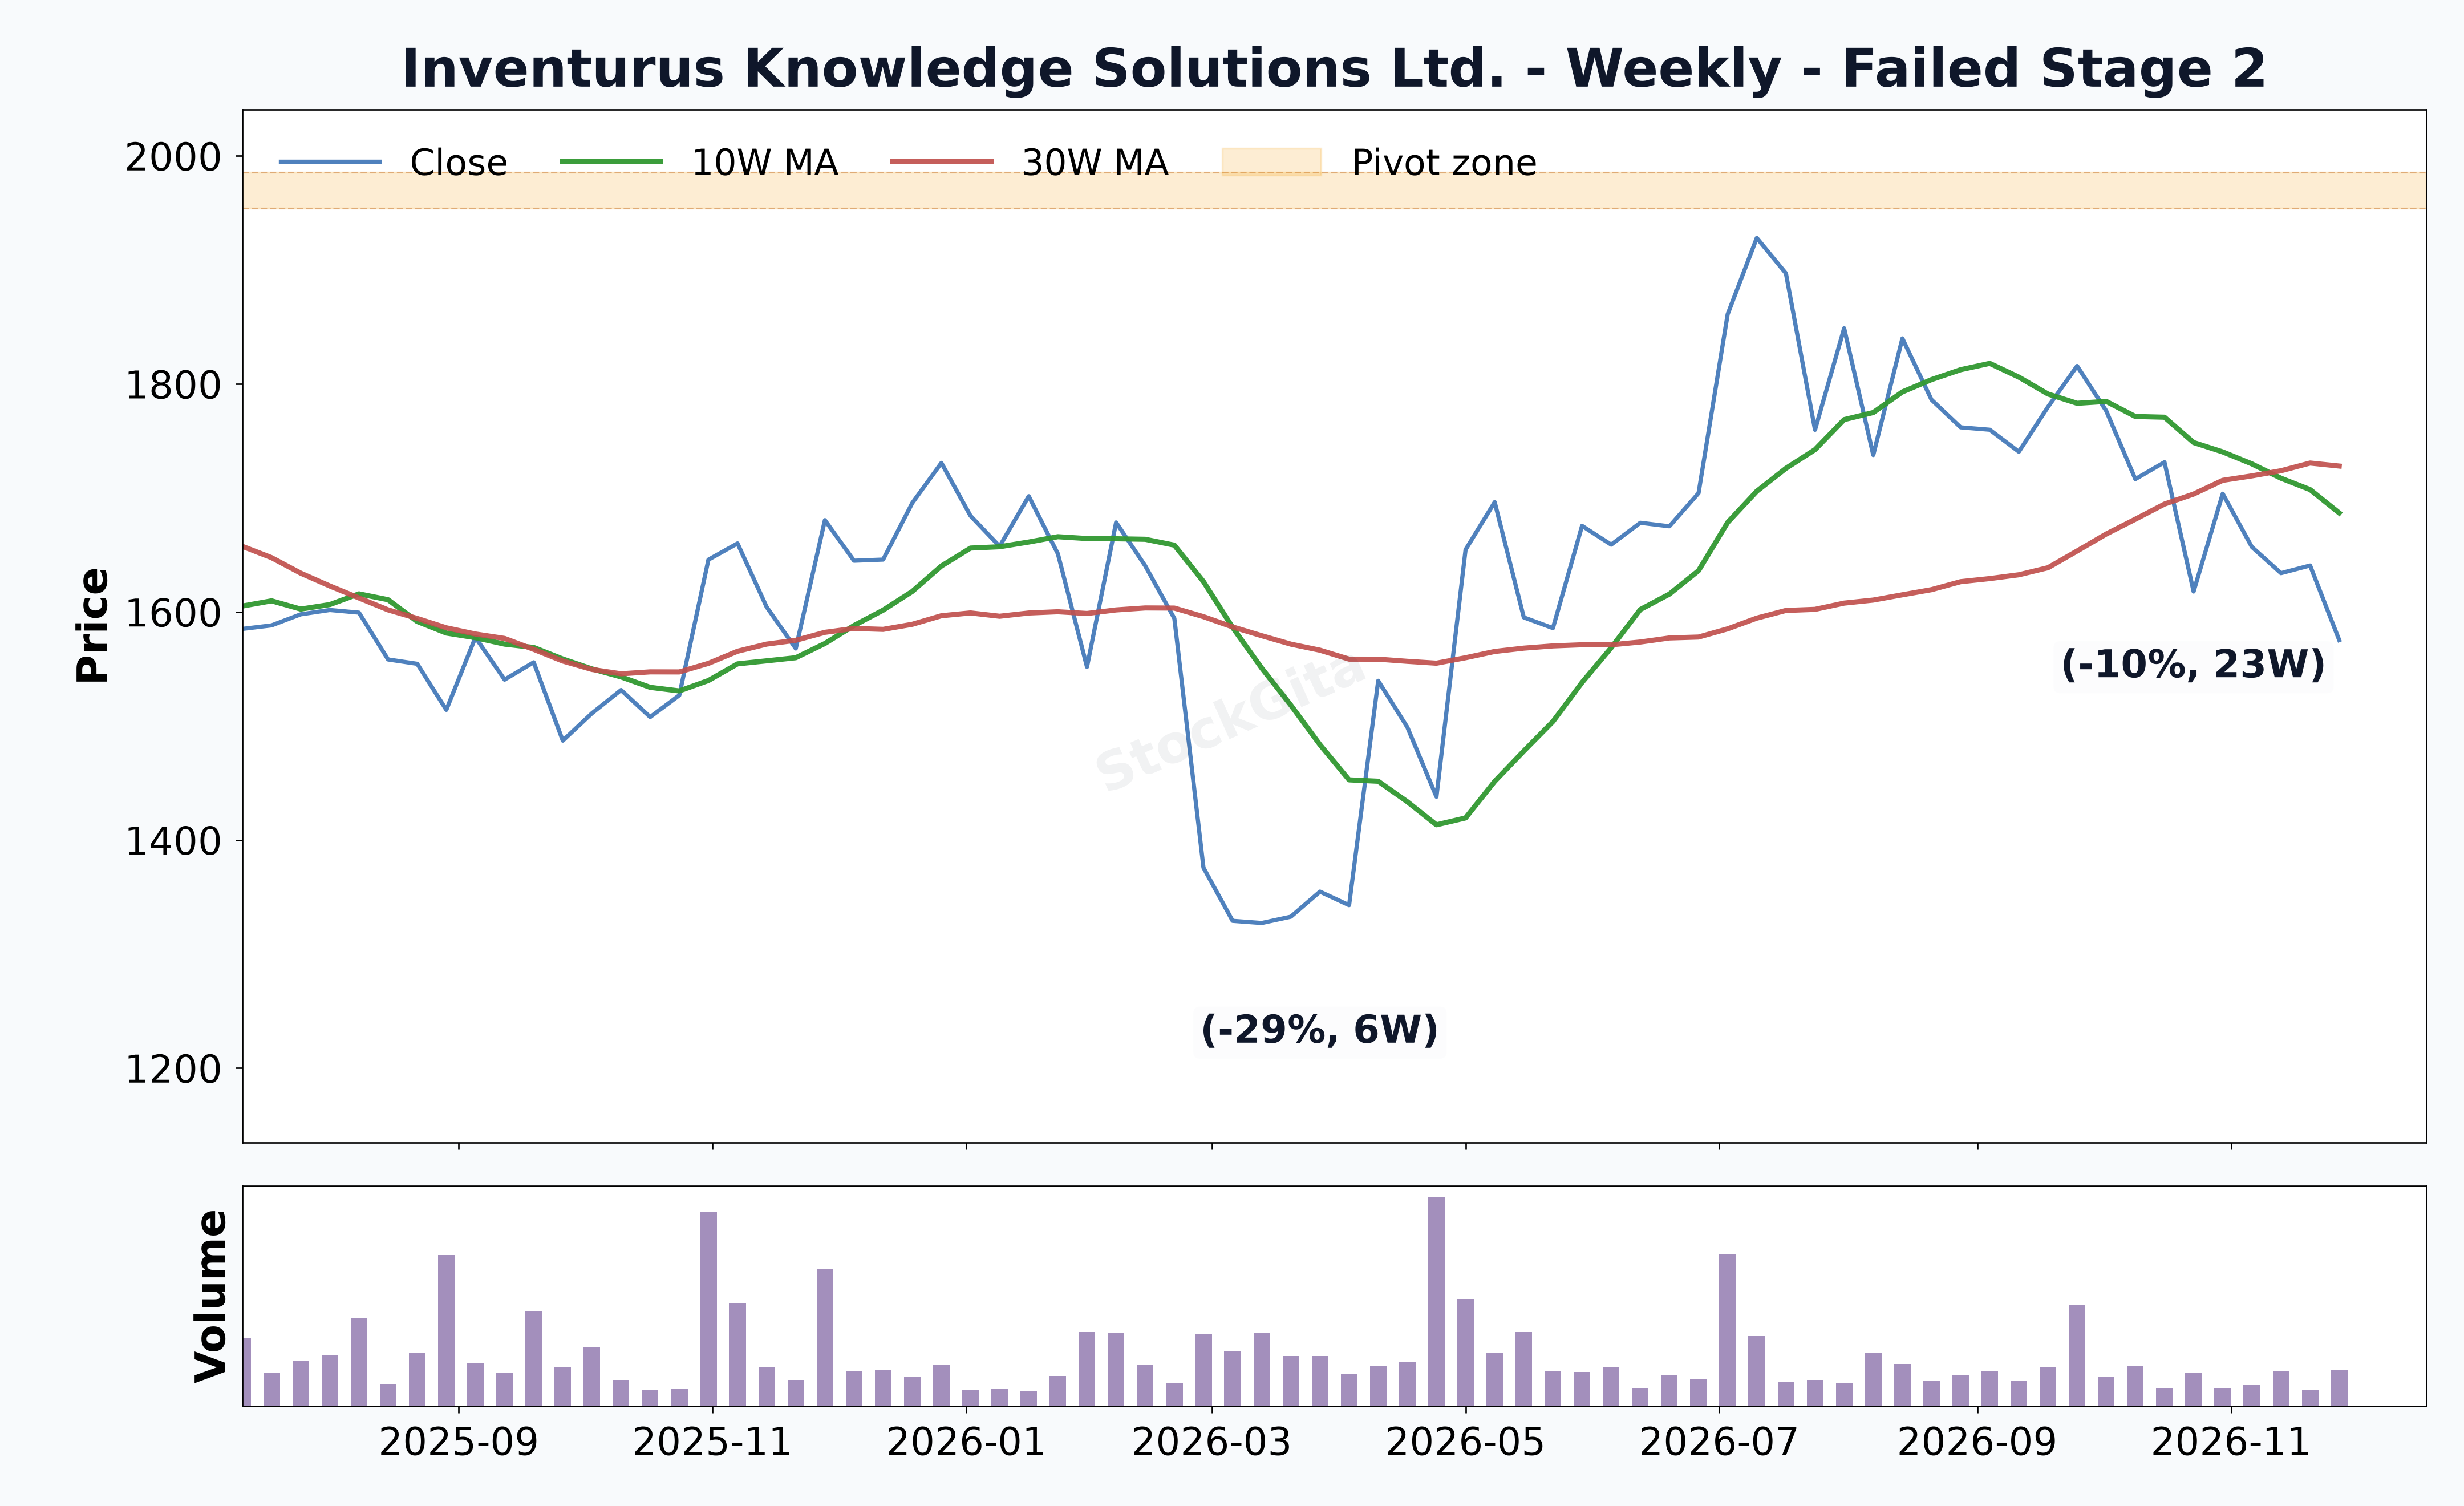 Inventurus Knowledge Solutions Ltd. - Weekly - Failed Stage 2
Close 10W MA 30W MA Pivot zone
2000
1800
1600
1400
1200
Price
StockGita
(-10%, 23W)
(-29%, 6W)
Volume
2025-09 2025-11 2026-01 2026-03 2026-05 2026-07 2026-09 2026-11